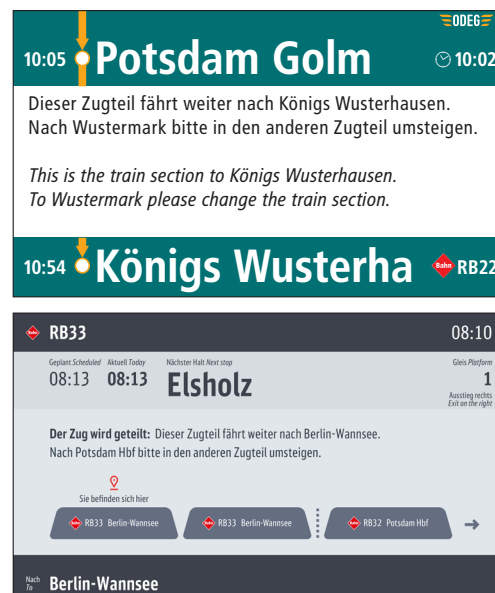 ODEG
10:05 Potsdam Golm 10:02
Dieser Zugteil fährt weiter nach Königs Wusterhausen.
Nach Wustermark bitte in den anderen Zugteil umsteigen.
This is the train section to Königs Wusterhausen.
To Wustermark please change the train section.
10:54 Königs Wusterha Bahn RB22
Bahn RB33 08:10
Geplant Scheduled Aktuell Today Nächster Halt Next stop Gleis Platform
08:13 08:13 Elsholz 1
Ausstieg rechts
Exit on the right
Der Zug wird geteilt: Dieser Zugteil fährt weiter nach Berlin-Wannsee.
Nach Potsdam Hbf bitte in den anderen Zugteil umsteigen.
Sie befinden sich hier
Bahn RB33 Berlin-Wannsee Bahn RB33 Berlin-Wannsee Bahn RB32 Potsdam Hbf
Nach
To Berlin-Wannsee